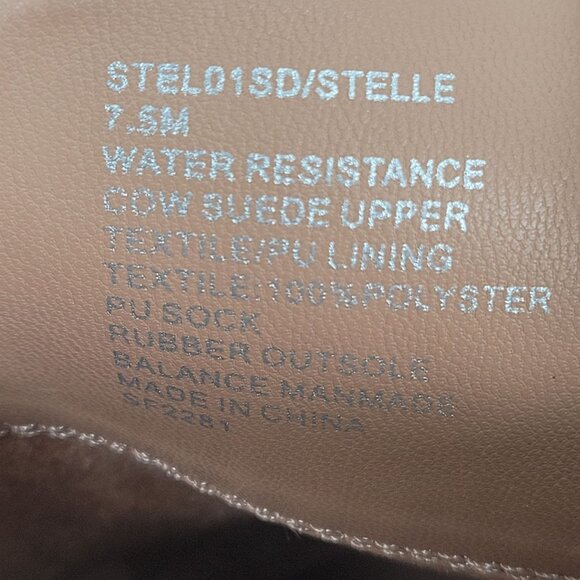 STEL01SD/STELLE
7.5M
WATER RESISTANCE
COW SUEDE UPPER
TEXTILE/PU LINING
TEXTILE: 100%POLYSTER
PU SOCK
RUBBER OUTSOLE
BALANCE MANMADE
MADE IN CHINA
SF2281